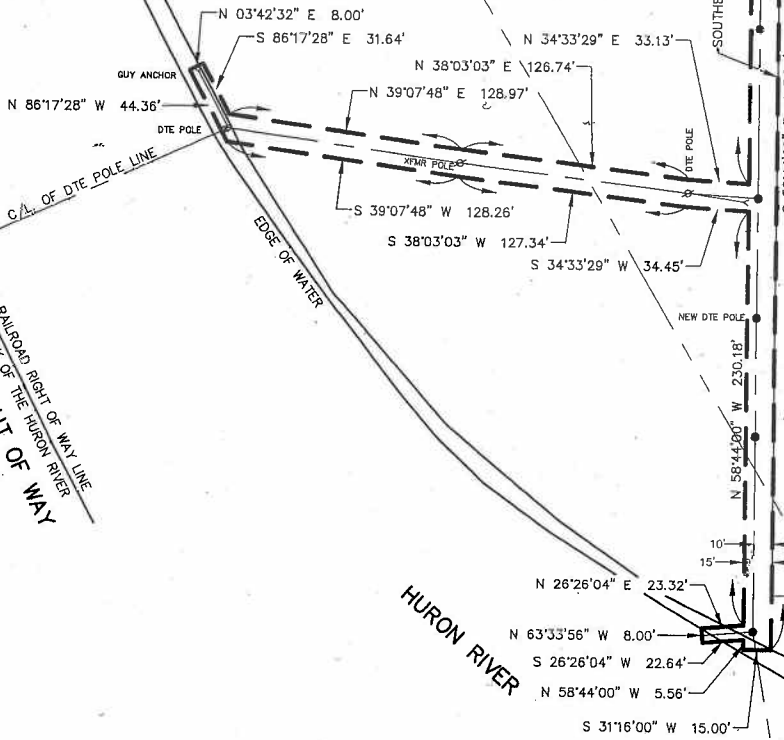 N 03°42'32" E 8.00'
S 86°17'28" E 31.64'
N 34°33'29" E 33.13'
SOUTHE
N 38°03'03" E 126.74'
GUY ANCHOR
N 39°07'48" E 128.97'
N 86°17'28" W 44.36'
DTE POLE
DTE POLE
XFMR POLE
C/L OF DTE POLE LINE
S 39°07'48" W 128.26'
S 38°03'03" W 127.34'
S 34°33'29" W 34.45'
EDGE OF WATER
NEW DTE POLE
RAILROAD RIGHT OF WAY LINE
K OF THE HURON RIVER
UT OF WAY
N 58°44'00" W 230.18'
10'
15'
N 26°26'04" E 23.32'
HURON RIVER
N 63°33'56" W 8.00'
S 26°26'04" W 22.64'
N 58°44'00" W 5.56'
S 31°16'00" W 15.00'